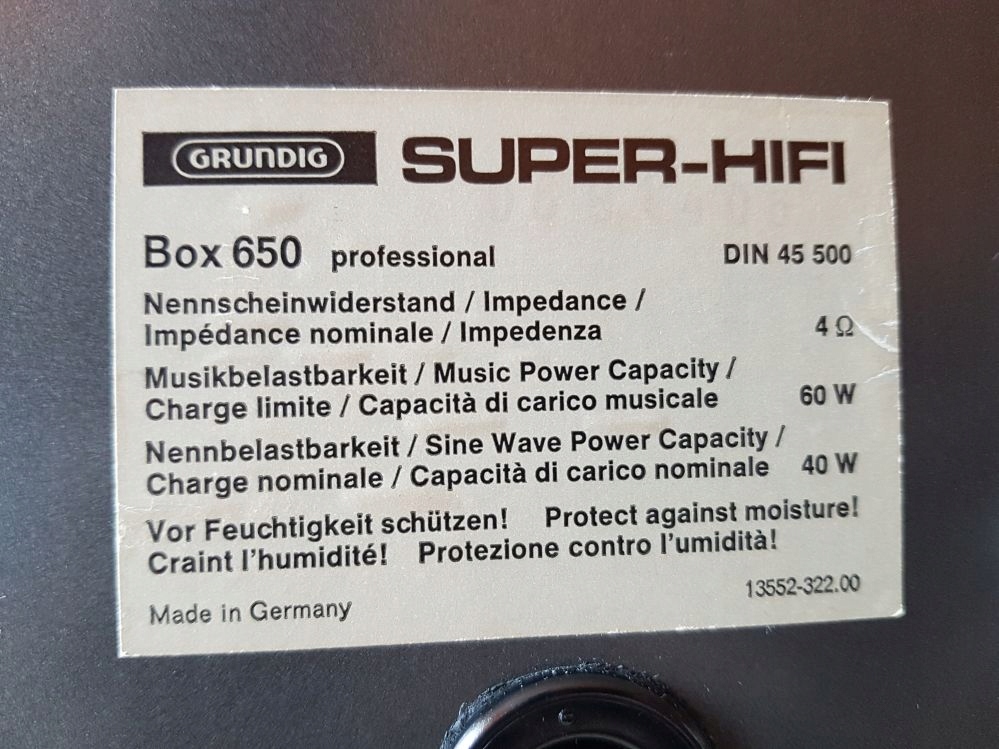 GRUNDIG SUPER-HIFI
Box 650 professional DIN 45 500
Nennscheinwiderstand / Impedance /
Impédance nominale / Impedenza 4 Ω
Musikbelastbarkeit / Music Power Capacity /
Charge limite / Capacità di carico musicale 60 W
Nennbelastbarkeit / Sine Wave Power Capacity /
Charge nominale / Capacità di carico nominale 40 W
Vor Feuchtigkeit schützen! Protect against moisture!
Craint l'humidité! Protezione contro l'umidità!
13552-322.00
Made in Germany